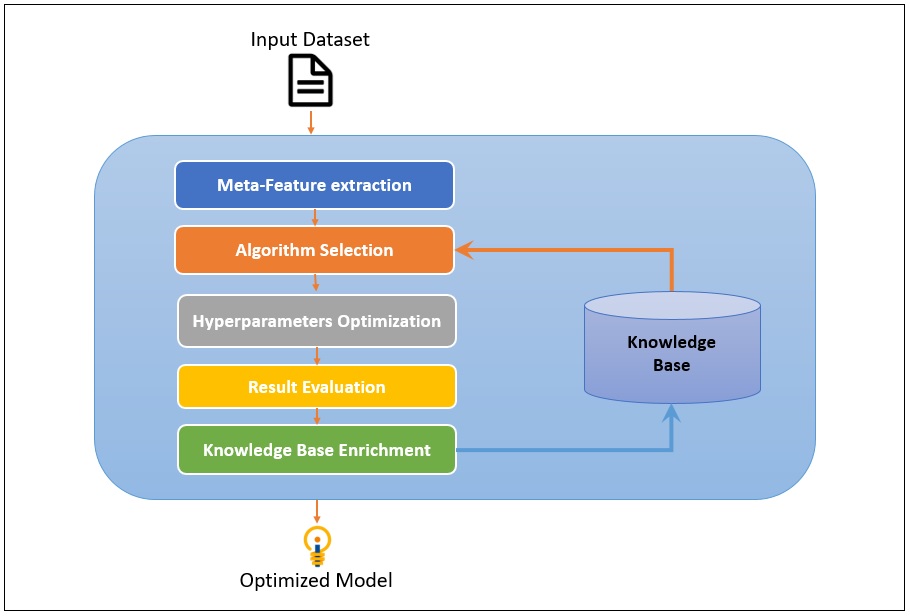 Input Dataset
Meta-Feature extraction
Algorithm Selection
Hyperparameters Optimization
Result Evaluation
Knowledge Base Enrichment
Knowledge
Base
Optimized Model